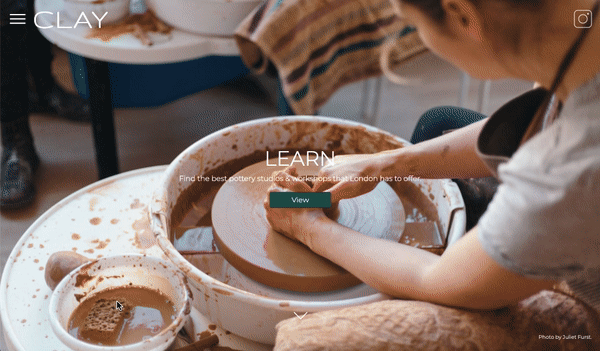 CLAY
LEARN
Find the best pottery studios & workshops that London has to offer.
View
Photo by Juliet Furst.